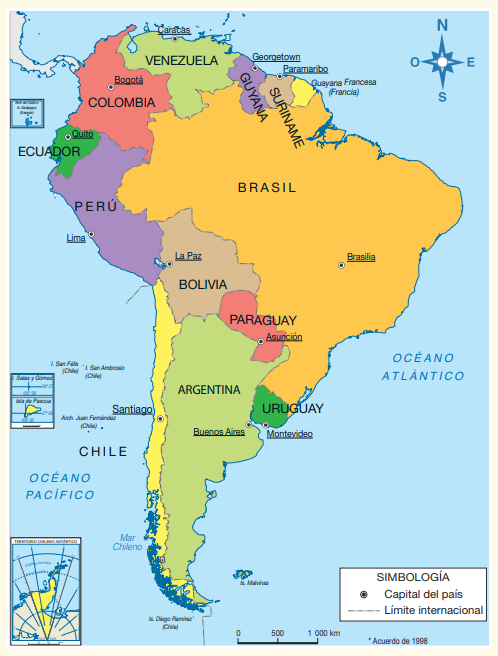 N
O
E
S
Caracas
VENEZUELA
Georgetown
Paramaribo
Guayana Francesa
(Francia)
GUYANA
SURINAME
Bogotá
COLOMBIA
Quito
ECUADOR
PERÚ
Lima
BRASIL
Brasilia
La Paz
BOLIVIA
PARAGUAY
Asunción
I. San Félix
(Chile)
I. San Ambrosio
(Chile)
I. Salas y Gómez
Isla de Pascua
Arch. Juan Fernández
(Chile)
Santiago
ARGENTINA
URUGUAY
Buenos Aires
Montevideo
CHILE
OCÉANO
ATLÁNTICO
OCÉANO
PACÍFICO
Mar
Chileno
TERRITORIO CHILENO ANTÁRTICO
Is. Malvinas
Is. Diego Ramírez
(Chile)
SIMBOLOGÍA
Capital del país
Límite internacional
0 500 1 000 km
* Acuerdo de 1998